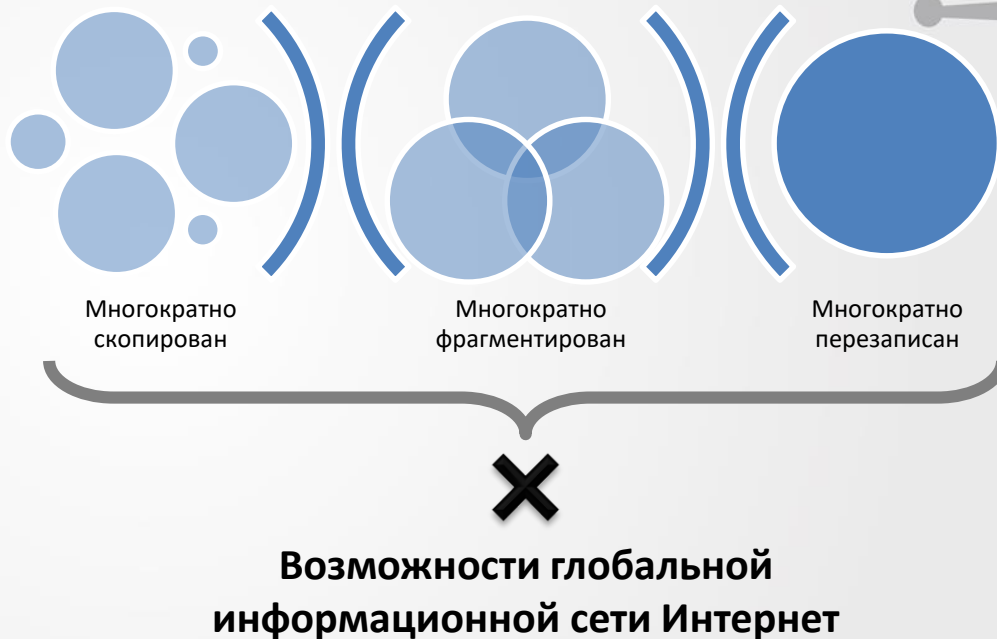 Многократно
скопирован
Многократно
фрагментирован
Многократно
перезаписан
Возможности глобальной
информационной сети Интернет